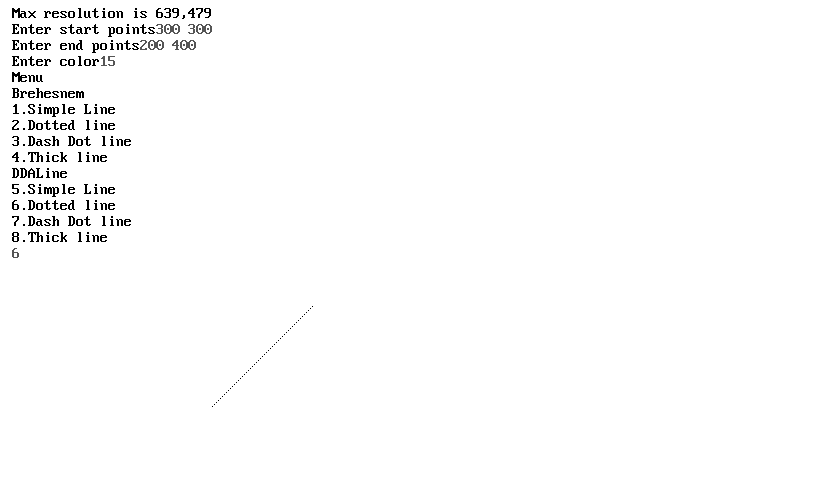 Max resolution is 639,479
Enter start points300 300
Enter end points200 400
Enter color15
Menu
Brehesnem
1.Simple Line
2.Dotted line
3.Dash Dot line
4.Thick line
DDALine
5.Simple Line
6.Dotted line
7.Dash Dot line
8.Thick line
6